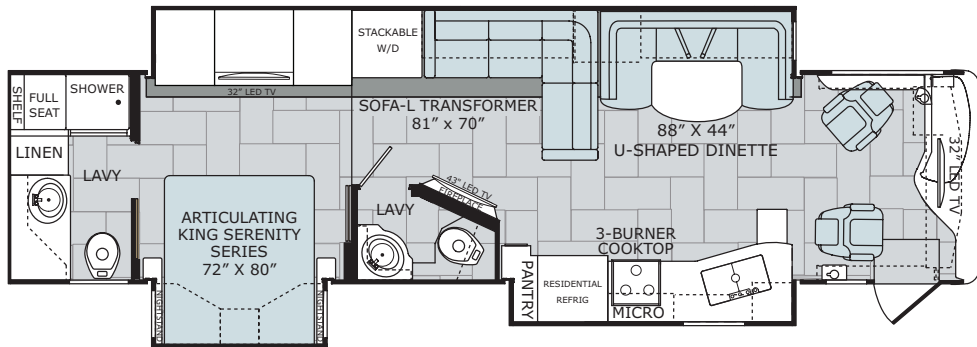 STACKABLE
W/D
SHELF
FULL
SEAT
SHOWER
32" LED TV
SOFA-L TRANSFORMER
81" x 70"
88" X 44"
U-SHAPED DINETTE
32" LED TV
LINEN
LAVY
43" LED TV
FIREPLACE
LAVY
ARTICULATING
KING SERENITY
SERIES
72" X 80"
3-BURNER
COOKTOP
PANTRY
RESIDENTIAL
REFRIG
MICRO
NIGHTSTAND
NIGHTSTAND